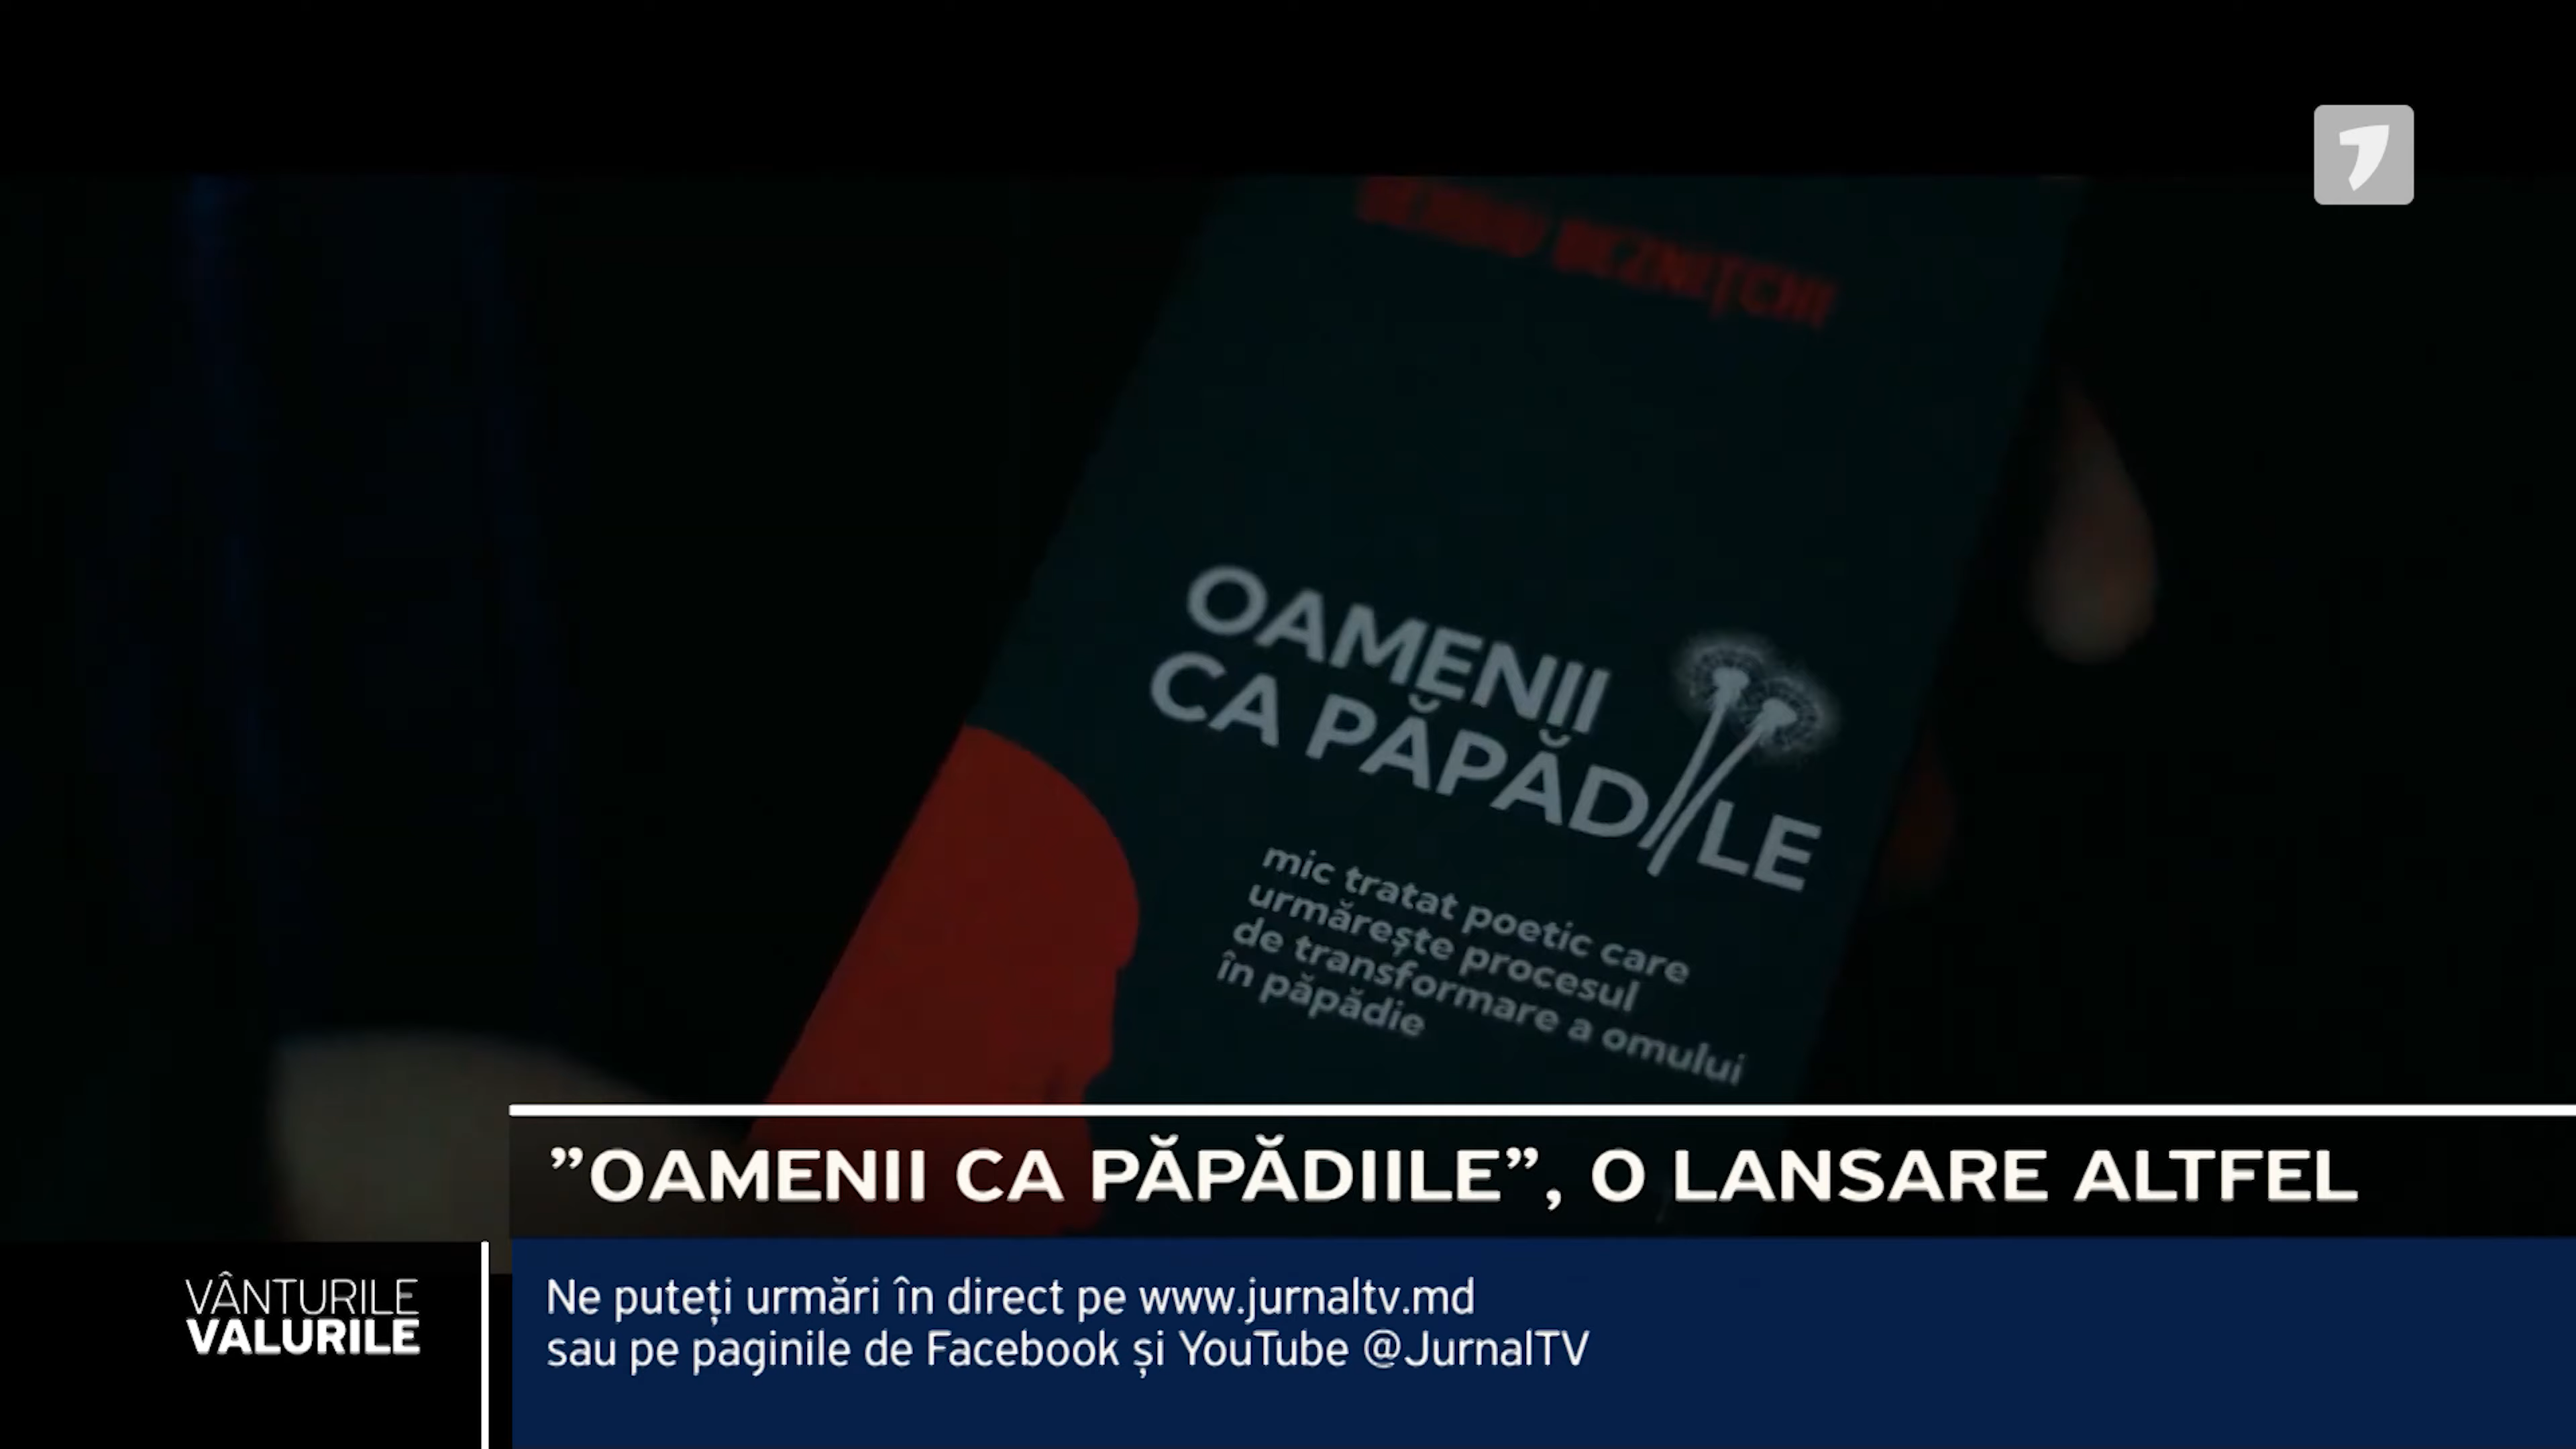 BEZNIȚCHI
OAMENII
CA PĂPĂDIILE
mic tratat poetic care
urmărește procesul
de transformare a omului
în păpădie
”OAMENII CA PĂPĂDIILE”, O LANSARE ALTFEL
VÂNTURILE
VALURILE
Ne puteți urmări în direct pe www.jurnaltv.md
sau pe paginile de Facebook și YouTube @JurnalTV